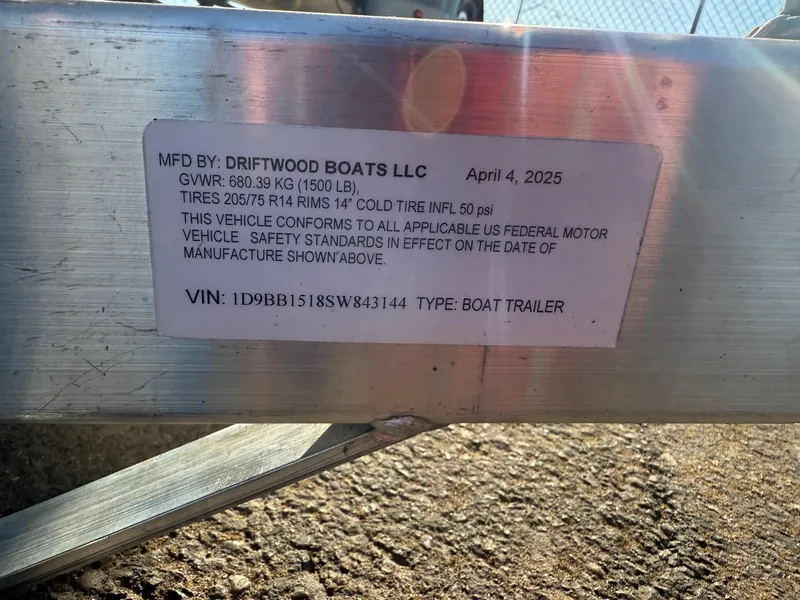 MFD BY: DRIFTWOOD BOATS LLC April 4, 2025
GVWR: 680.39 KG (1500 LB),
TIRES 205/75 R14 RIMS 14" COLD TIRE INFL 50 psi
THIS VEHICLE CONFORMS TO ALL APPLICABLE US FEDERAL MOTOR
VEHICLE SAFETY STANDARDS IN EFFECT ON THE DATE OF
MANUFACTURE SHOWN ABOVE.
VIN: 1D9BB1518SW843144 TYPE: BOAT TRAILER